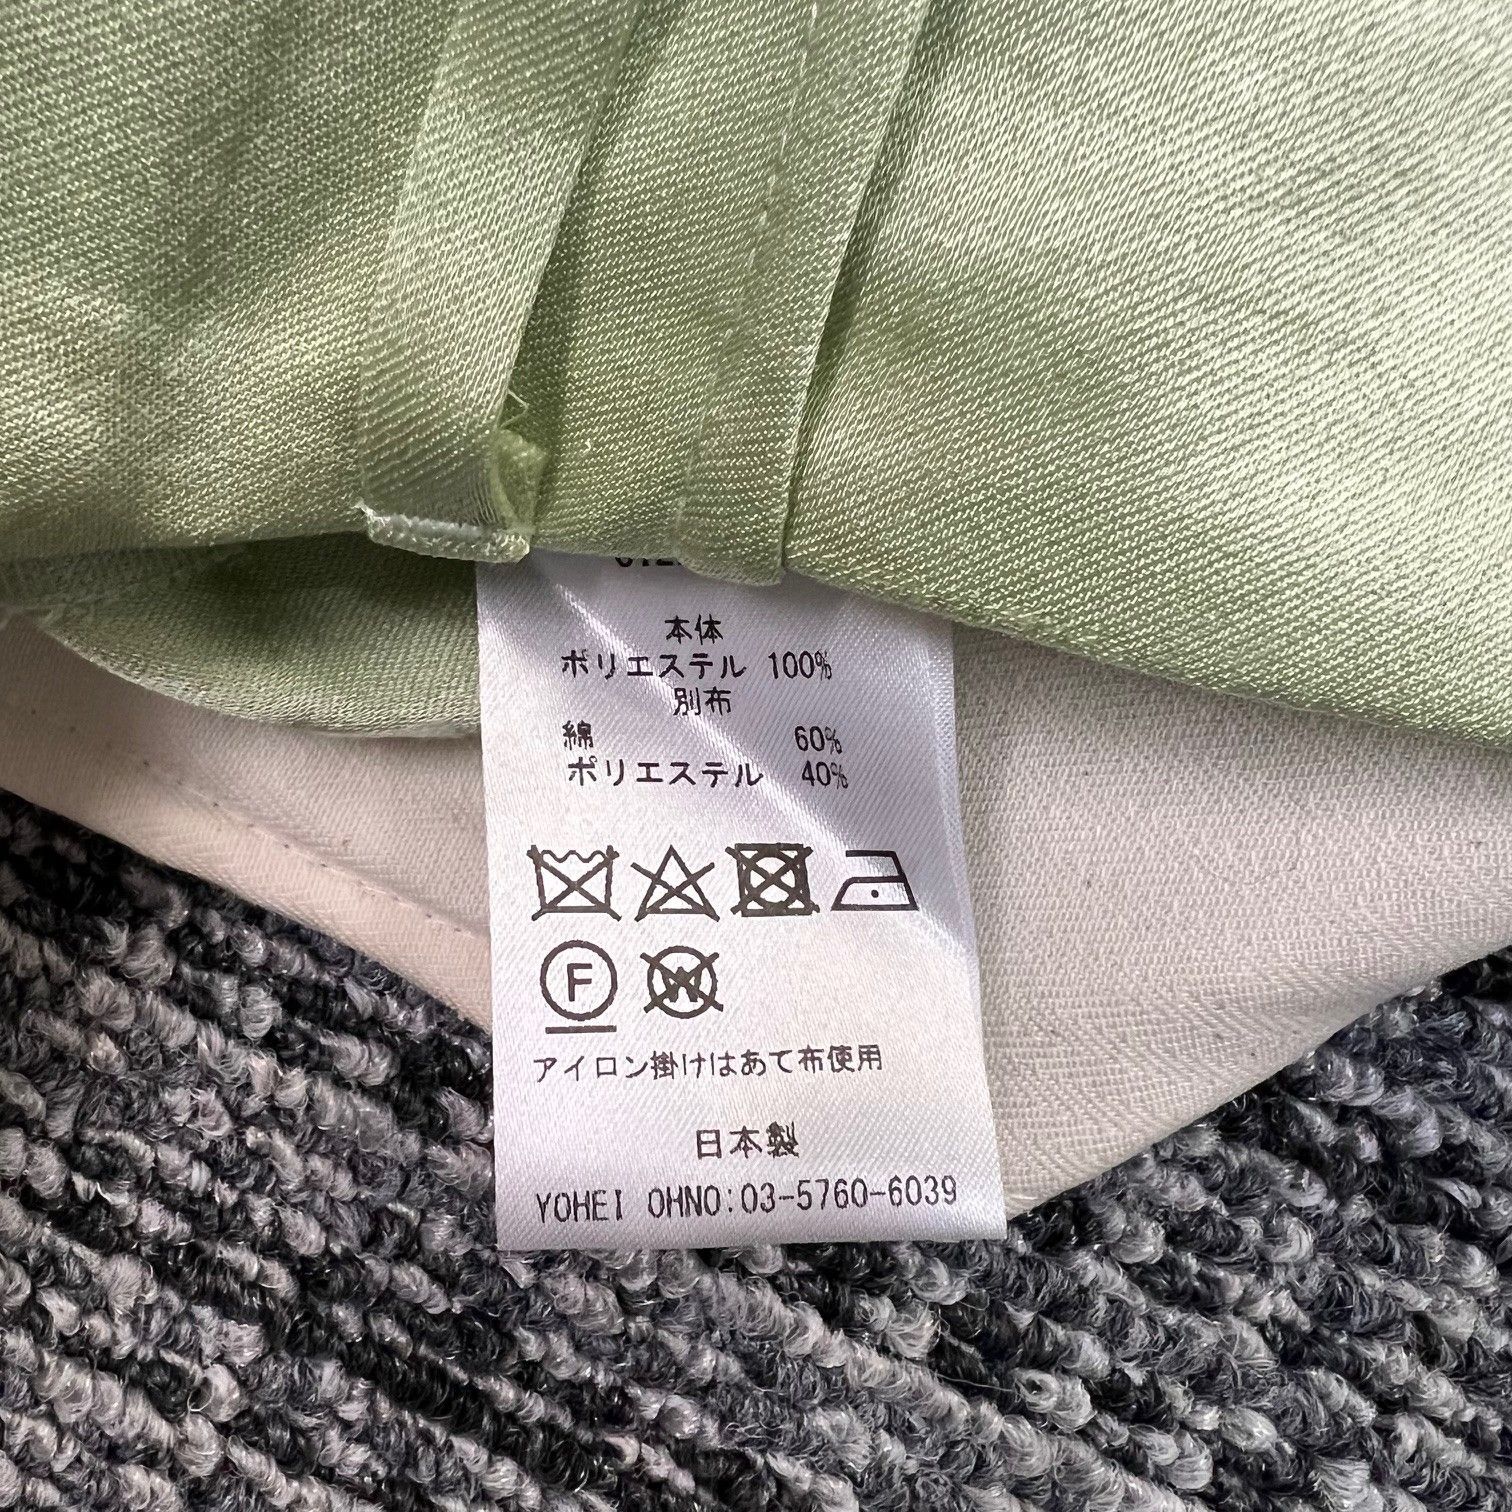 本体
ポリエステル 100%
別布
綿 60%
ポリエステル 40%
F W
アイロン掛けはあて布使用
日本製
YOHEI OHNO:03-5760-6039